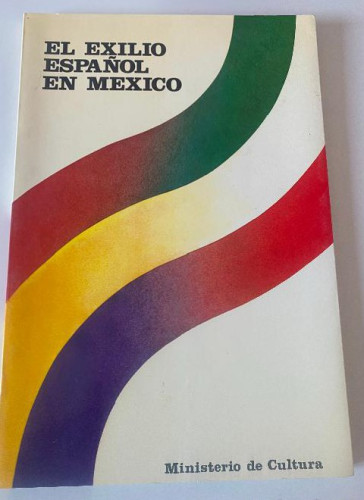 EL EXILIO
ESPAÑOL
EN MEXICO
Ministerio de Cultura